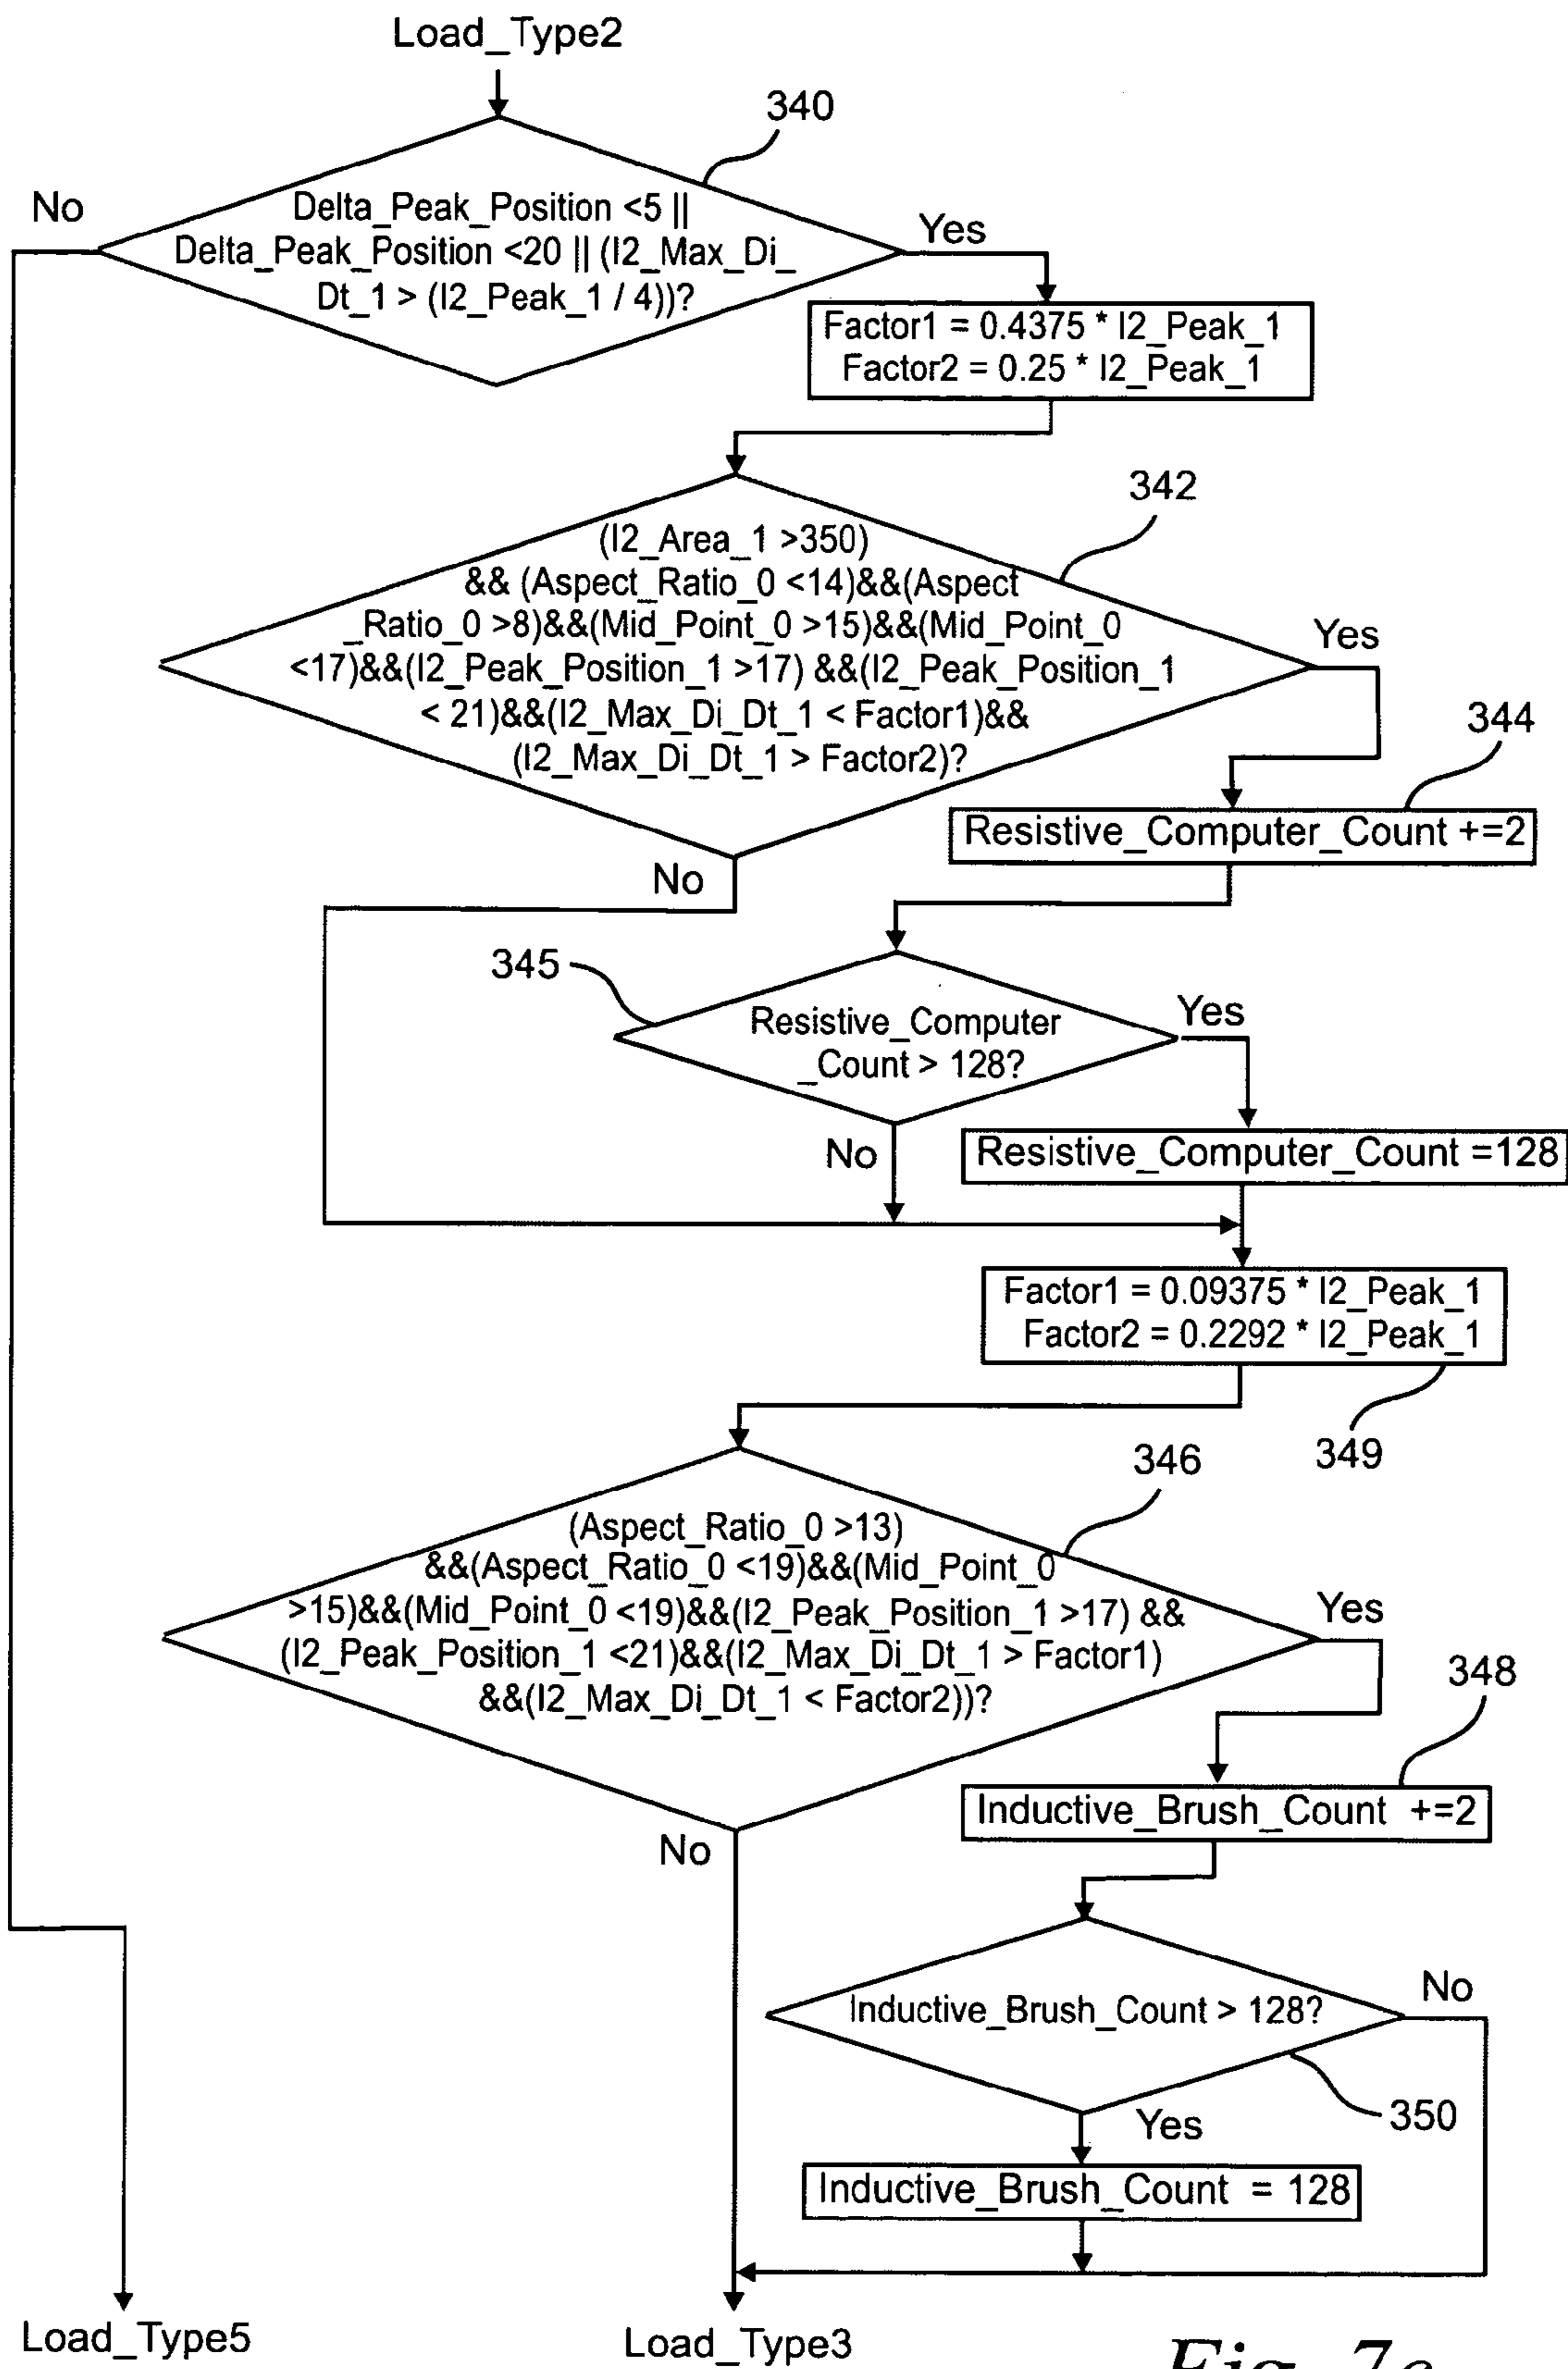 Load_Type2
340
No
Delta_Peak_Position <5 ||
Delta_Peak_Position <20 || (I2_Max_Di_
Dt_1 > (I2_Peak_1 / 4))?
Yes
Factor1 = 0.4375 * I2_Peak_1
Factor2 = 0.25 * I2_Peak_1
342
(I2_Area_1 >350)
&& (Aspect_Ratio_0 <14)&&(Aspect
_Ratio_0 >8)&&(Mid_Point_0 >15)&&(Mid_Point_0
<17)&&(I2_Peak_Position_1 >17) &&(I2_Peak_Position_1
< 21)&&(I2_Max_Di_Dt_1 < Factor1)&&
(I2_Max_Di_Dt_1 > Factor2)?
Yes
344
Resistive_Computer_Count +=2
No
345
Resistive_Computer
_Count > 128?
Yes
No
Resistive_Computer_Count =128
Factor1 = 0.09375 * I2_Peak_1
Factor2 = 0.2292 * I2_Peak_1
349
346
(Aspect_Ratio_0 >13)
&&(Aspect_Ratio_0 <19)&&(Mid_Point_0
>15)&&(Mid_Point_0 <19)&&(I2_Peak_Position_1 >17) &&
(I2_Peak_Position_1 <21)&&(I2_Max_Di_Dt_1 > Factor1)
&&(I2_Max_Di_Dt_1 < Factor2))?
Yes
348
Inductive_Brush_Count +=2
No
Inductive_Brush_Count > 128?
No
350
Yes
Inductive_Brush_Count = 128
Load_Type5
Load_Type3
Fig. 7c